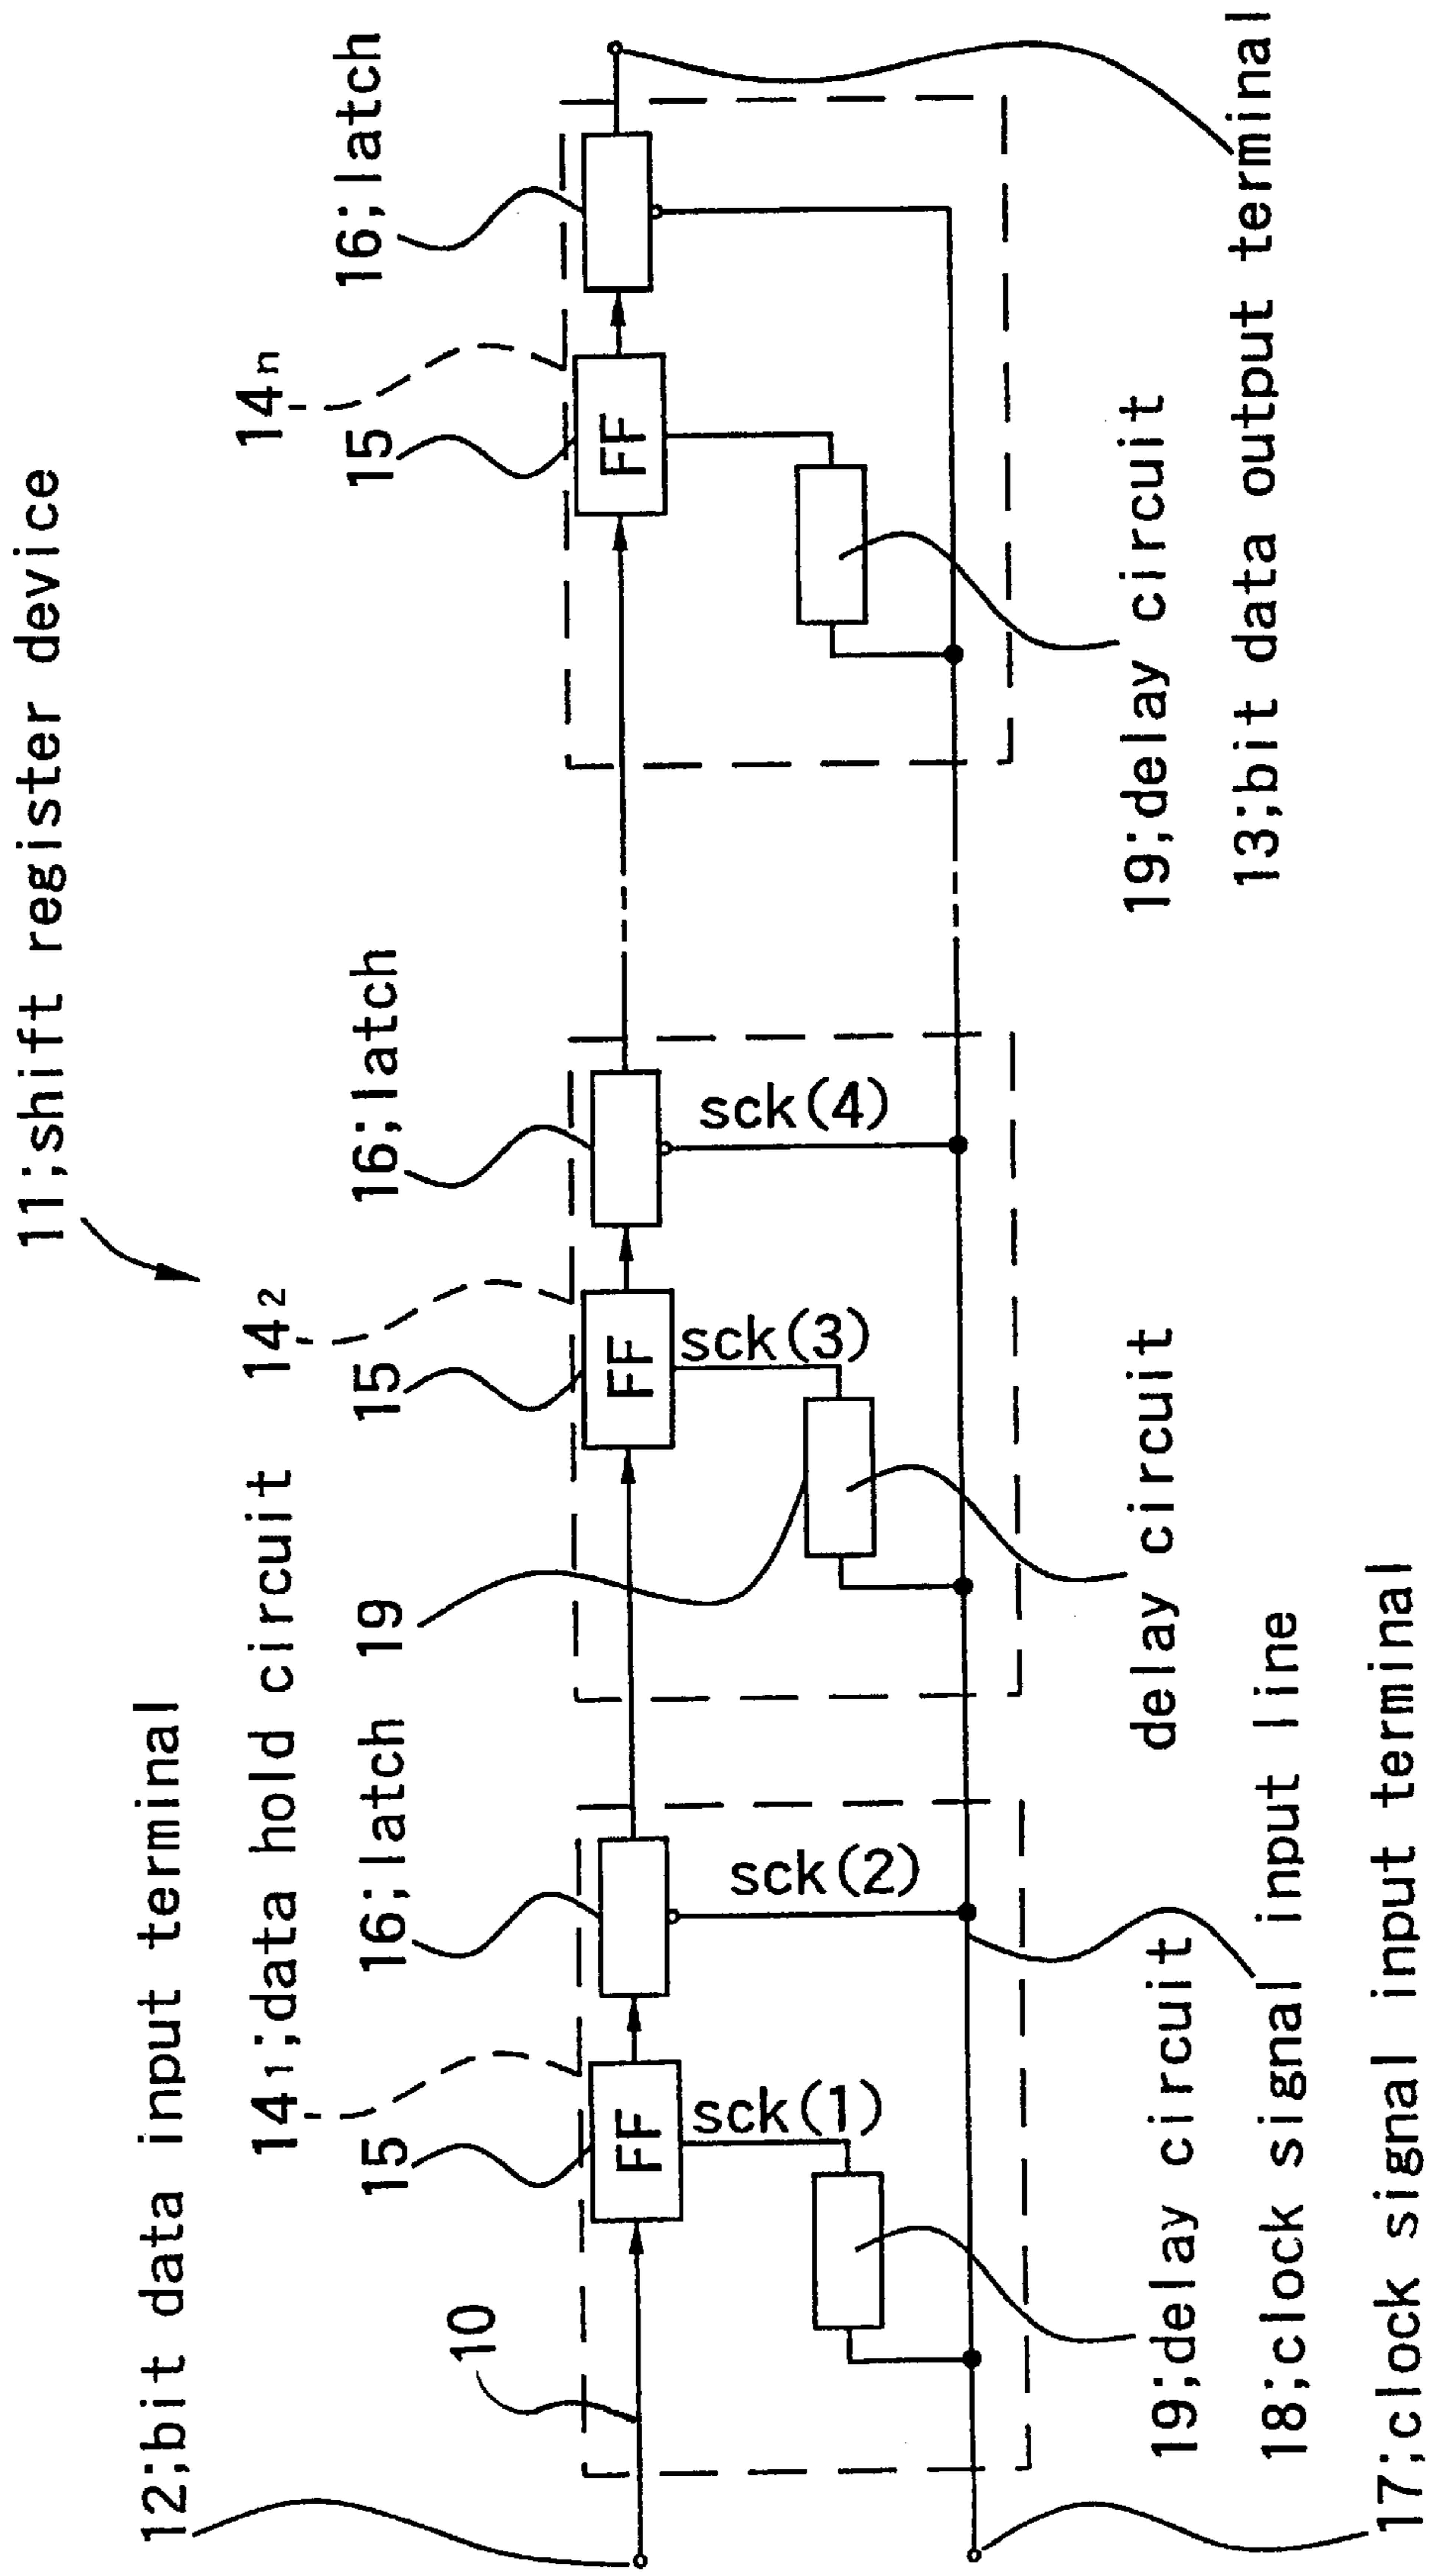 11;shift register device
12;bit data input terminal
14₁;data hold circuit
14₂
14ₙ
15
16;latch
19
15
16;latch
15
16;latch
10
FF
FF
FF
sck(1)
sck(2)
sck(3)
sck(4)
19;delay circuit
delay circuit
19;delay circuit
18;clock signal input line
13;bit data output terminal
17;clock signal input terminal